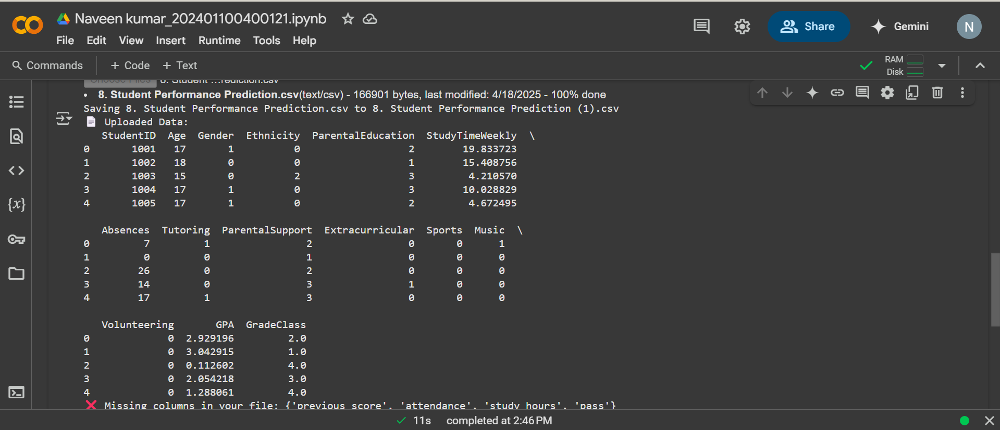 Naveen kumar_202401100400121.ipynb
File Edit View Insert Runtime Tools Help
Share
Gemini
N
Commands
+ Code + Text
RAM
Disk
Choose Files 8. Student ...rediction.csv
• 8. Student Performance Prediction.csv(text/csv) - 166901 bytes, last modified: 4/18/2025 - 100% done
Saving 8. Student Performance Prediction.csv to 8. Student Performance Prediction (1).csv
Uploaded Data:
StudentID Age Gender Ethnicity ParentalEducation StudyTimeWeekly \
0 1001 17 1 0 2 19.833723
1 1002 18 0 0 1 15.408756
2 1003 15 0 2 3 4.210570
3 1004 17 1 0 3 10.028829
4 1005 17 1 0 2 4.672495
Absences Tutoring ParentalSupport Extracurricular Sports Music \
0 7 1 2 0 0 1
1 0 0 1 0 0 0
2 26 0 2 0 0 0
3 14 0 3 1 0 0
4 17 1 3 0 0 0
Volunteering GPA GradeClass
0 0 2.929196 2.0
1 0 3.042915 1.0
2 0 0.112602 4.0
3 0 2.054218 3.0
4 0 1.288061 4.0
❌ Missing columns in your file: {'previous_score', 'attendance', 'study_hours', 'pass'}
11s completed at 2:46 PM